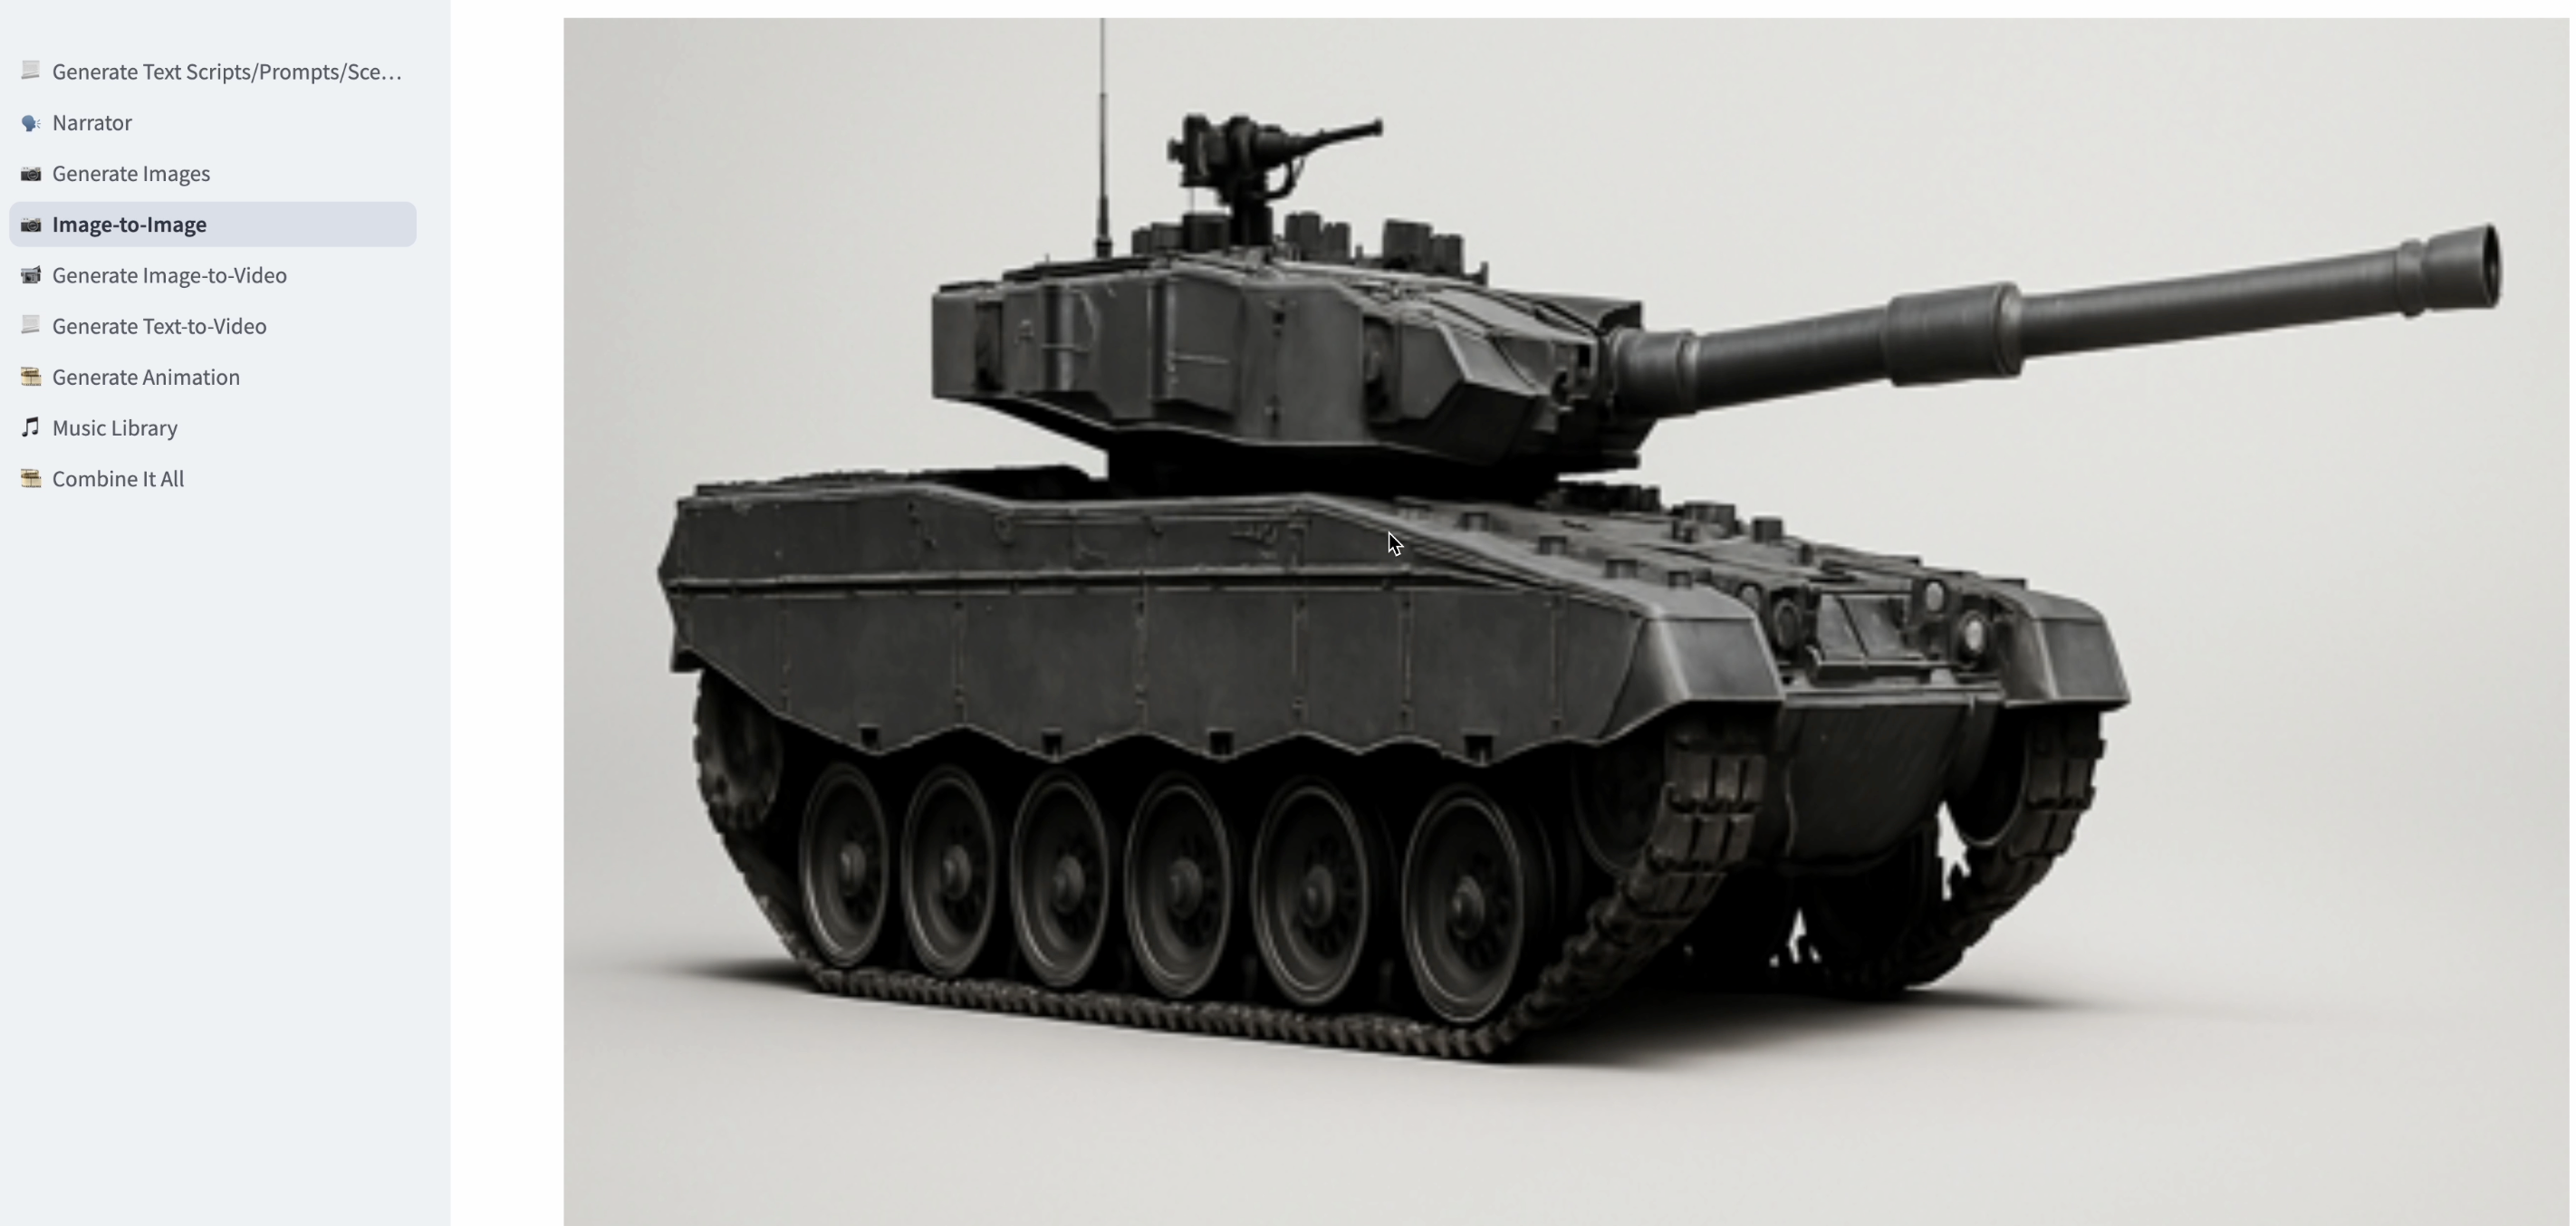 Generate Text Scripts/Prompts/Sce...
Narrator
Generate Images
Image-to-Image
Generate Image-to-Video
Generate Text-to-Video
Generate Animation
Music Library
Combine It All